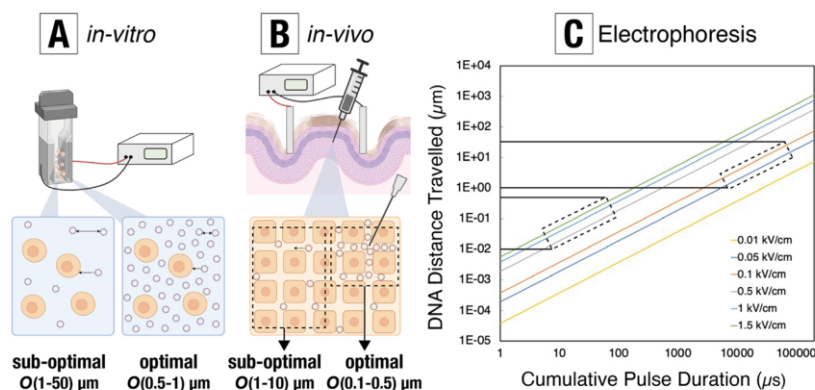 A in-vitro
B in-vivo
C Electrophoresis
sub-optimal
O(1-50) μm
optimal
O(0.5-1) μm
sub-optimal
O(1-10) μm
optimal
O(0.1-0.5) μm
DNA Distance Travelled (μm)
1E+04
1E+03
1E+02
1E+01
1E+00
1E-01
1E-02
1E-03
1E-04
1E-05
0.01 kV/cm
0.05 kV/cm
0.1 kV/cm
0.5 kV/cm
1 kV/cm
1.5 kV/cm
1 10 100 1000 10000 100000
Cumulative Pulse Duration (μs)